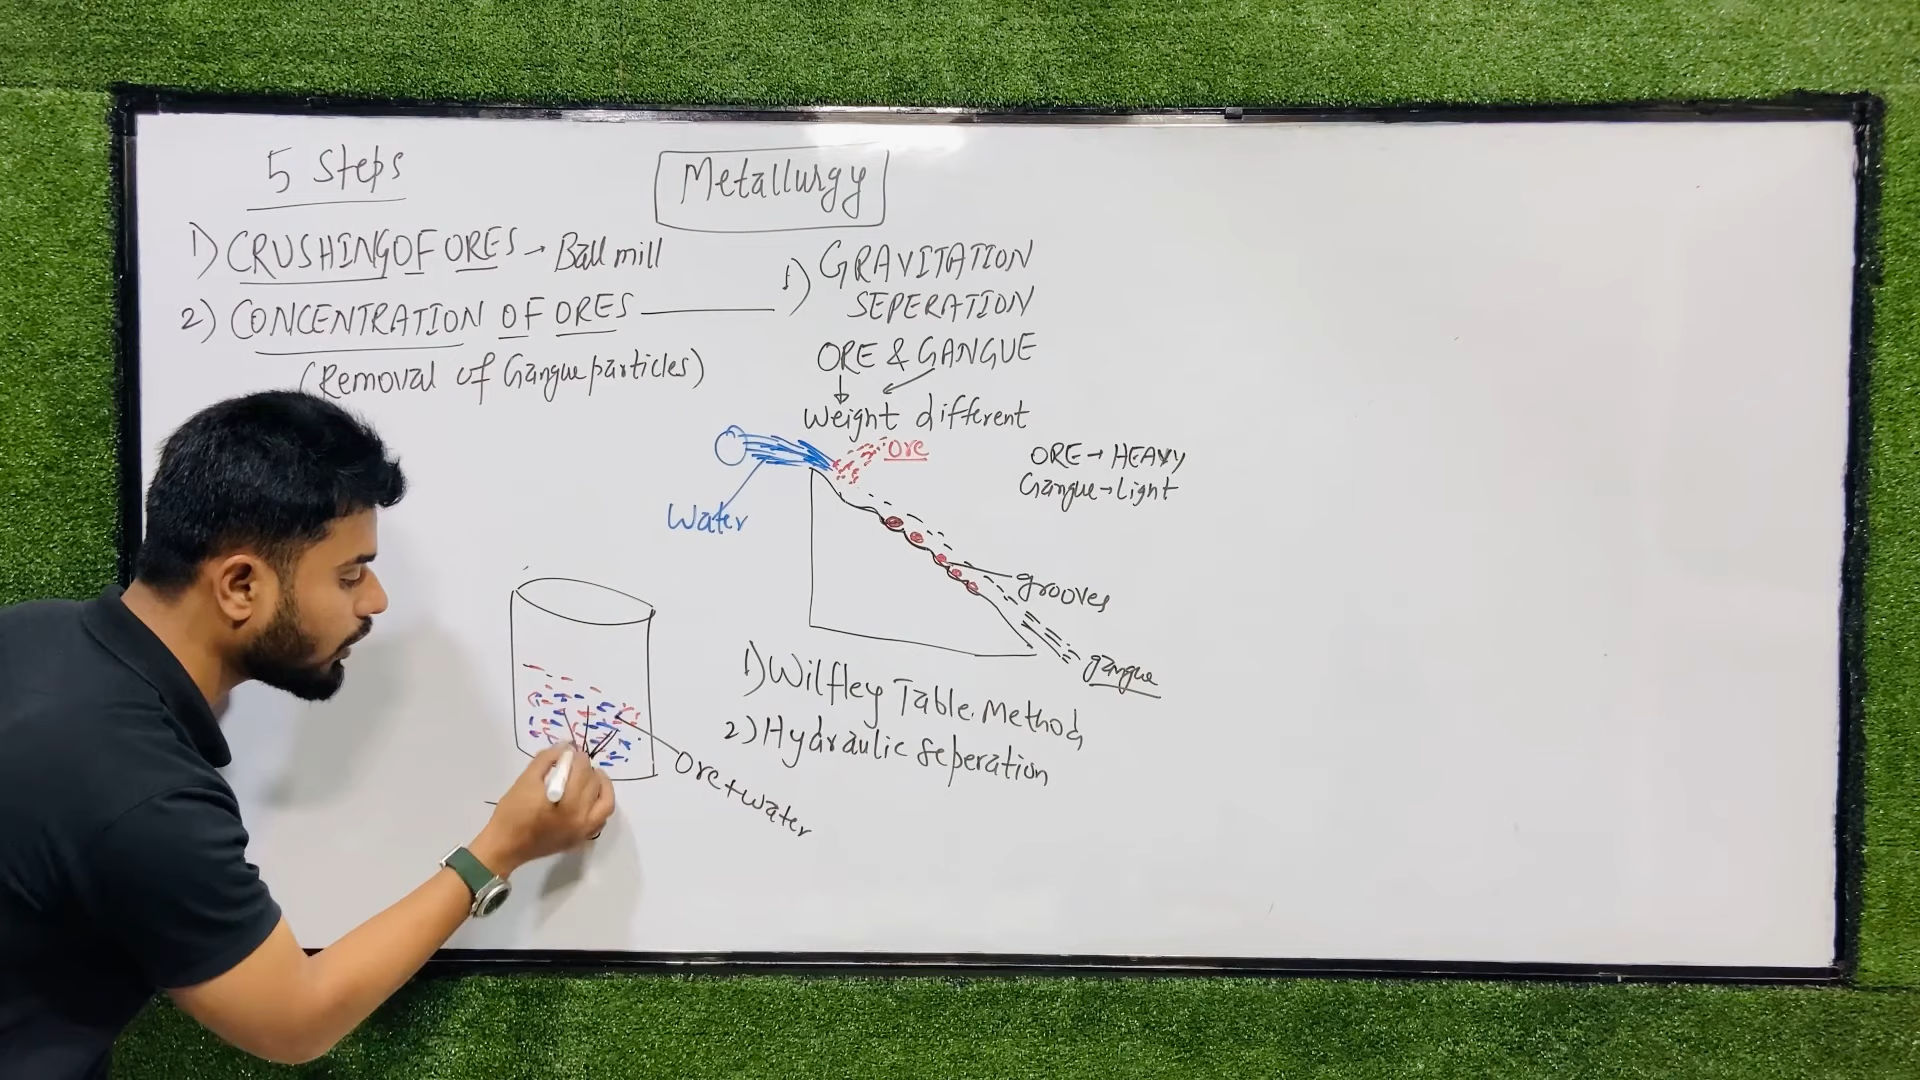 5 Steps
Metallurgy
1) CRUSHING OF ORES → Ball mill
2) CONCENTRATION OF ORES
(Removal of Gangue particles)
1) GRAVITATION
SEPERATION
ORE & GANGUE
Weight different
Ore
Water
ORE → HEAVY
Gangue → Light
grooves
gangue
1) Wilfley Table Method
2) Hydraulic Seperation
Ore + Water